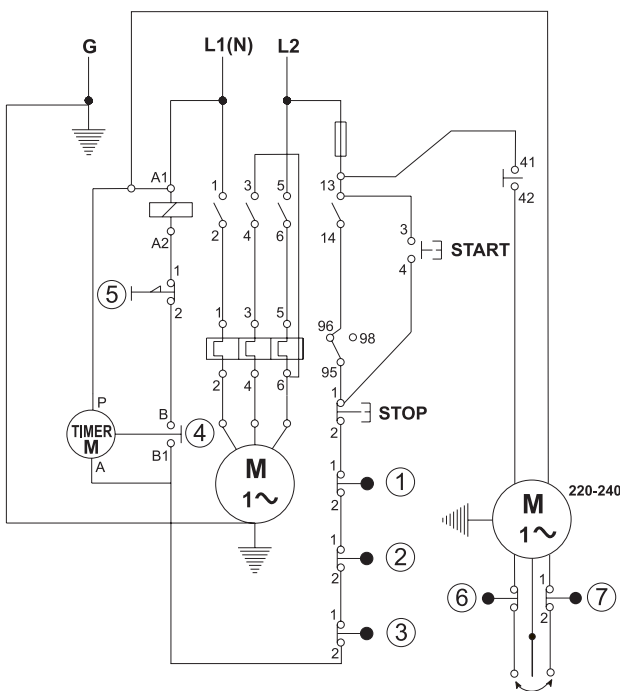 G L1(N) L2
A1 1 3 5 13 41
42
A2 2 4 6 14 3 START
4
1
⑤
2
1 3 5 96 98
95
2 4 6 1 STOP
2
P
TIMER
M
B ④
A B1
M
1~
1 ①
2
M 220-240
1~
1 ②
2
⑥ 1 ⑦
2
1 ③
2